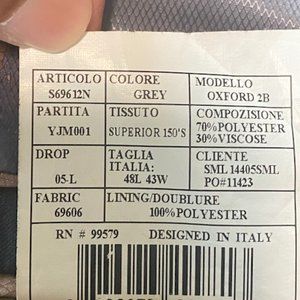 ARTICOLO COLORE MODELLO
S69612N GREY OXFORD 2B
PARTITA TISSUTO COMPOZISIONE
YJM001 SUPERIOR 150'S 70%POLYESTER
30%VISCOSE
DROP TAGLIA CLIENTE
ITALIA: SML 14405SML
05-L 48L 43W PO#11423
FABRIC LINING/DOUBLURE
69606 100%POLYESTER
RN # 99579 DESIGNED IN ITALY